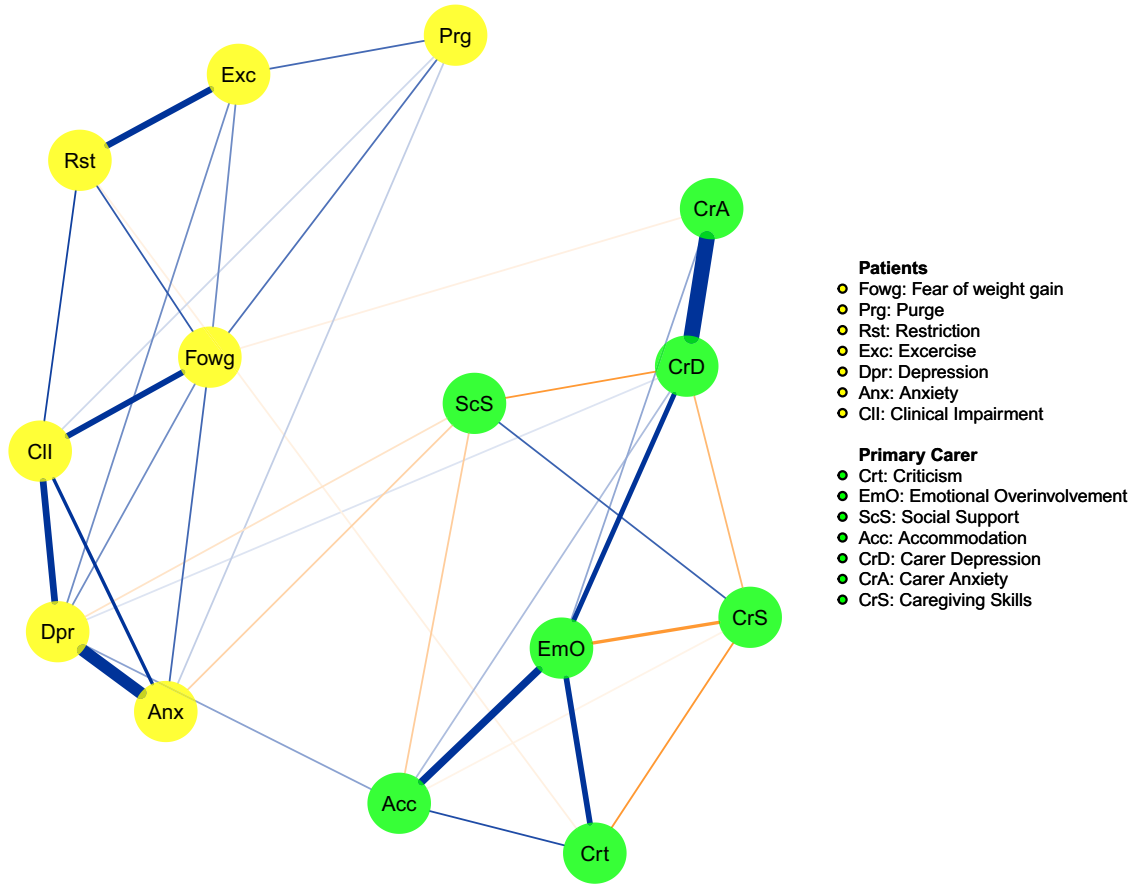 Prg
Exc
Rst
CrA
Fowg
CrD
ScS
ClI
CrS
Dpr
EmO
Anx
Acc
Crt
Patients
Fowg: Fear of weight gain
Prg: Purge
Rst: Restriction
Exc: Excercise
Dpr: Depression
Anx: Anxiety
ClI: Clinical Impairment
Primary Carer
Crt: Criticism
EmO: Emotional Overinvolvement
ScS: Social Support
Acc: Accommodation
CrD: Carer Depression
CrA: Carer Anxiety
CrS: Caregiving Skills